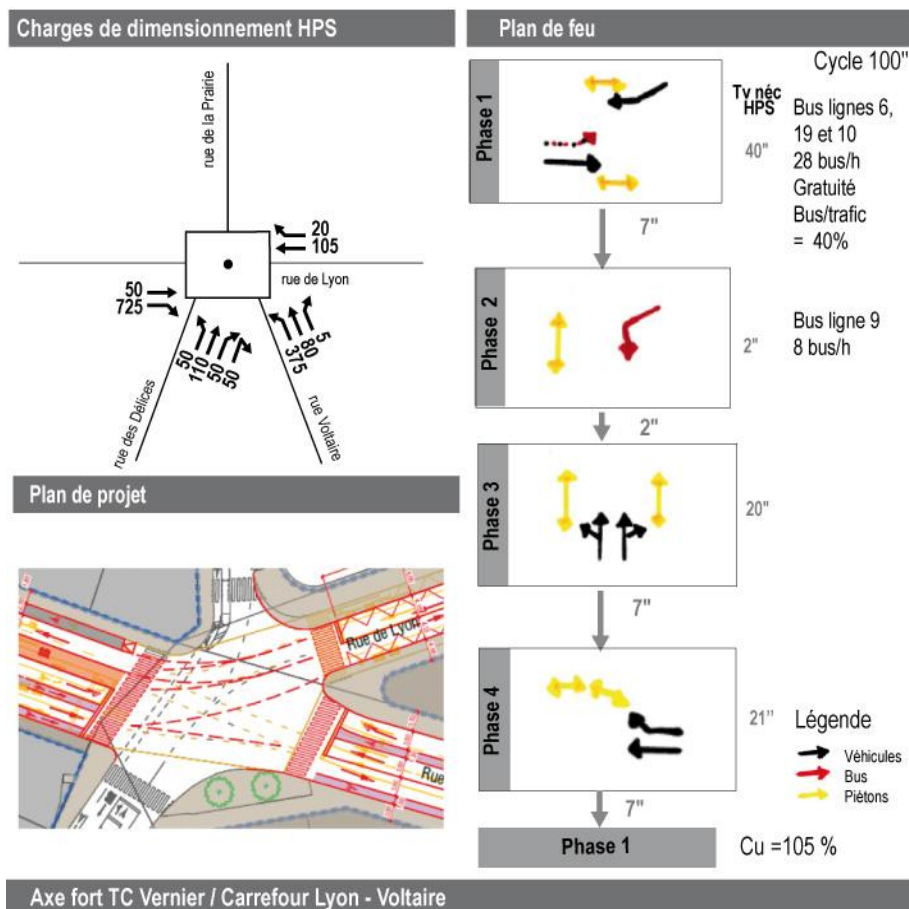 Charges de dimensionnement HPS
rue de la Prairie
20
105
rue de Lyon
50
725
50
110
50
50
375
80
5
rue des Délices
rue Voltaire
Plan de projet
Rue de Lyon
Rue
Plan de feu
Cycle 100"
Phase 1
Tv néc
HPS
40"
Bus lignes 6,
19 et 10
28 bus/h
Gratuité
Bus/trafic
= 40%
7"
Phase 2
2"
Bus ligne 9
8 bus/h
2"
Phase 3
20"
7"
Phase 4
21"
Légende
Véhicules
Bus
Piétons
7"
Phase 1
Cu =105 %
Axe fort TC Vernier / Carrefour Lyon - Voltaire